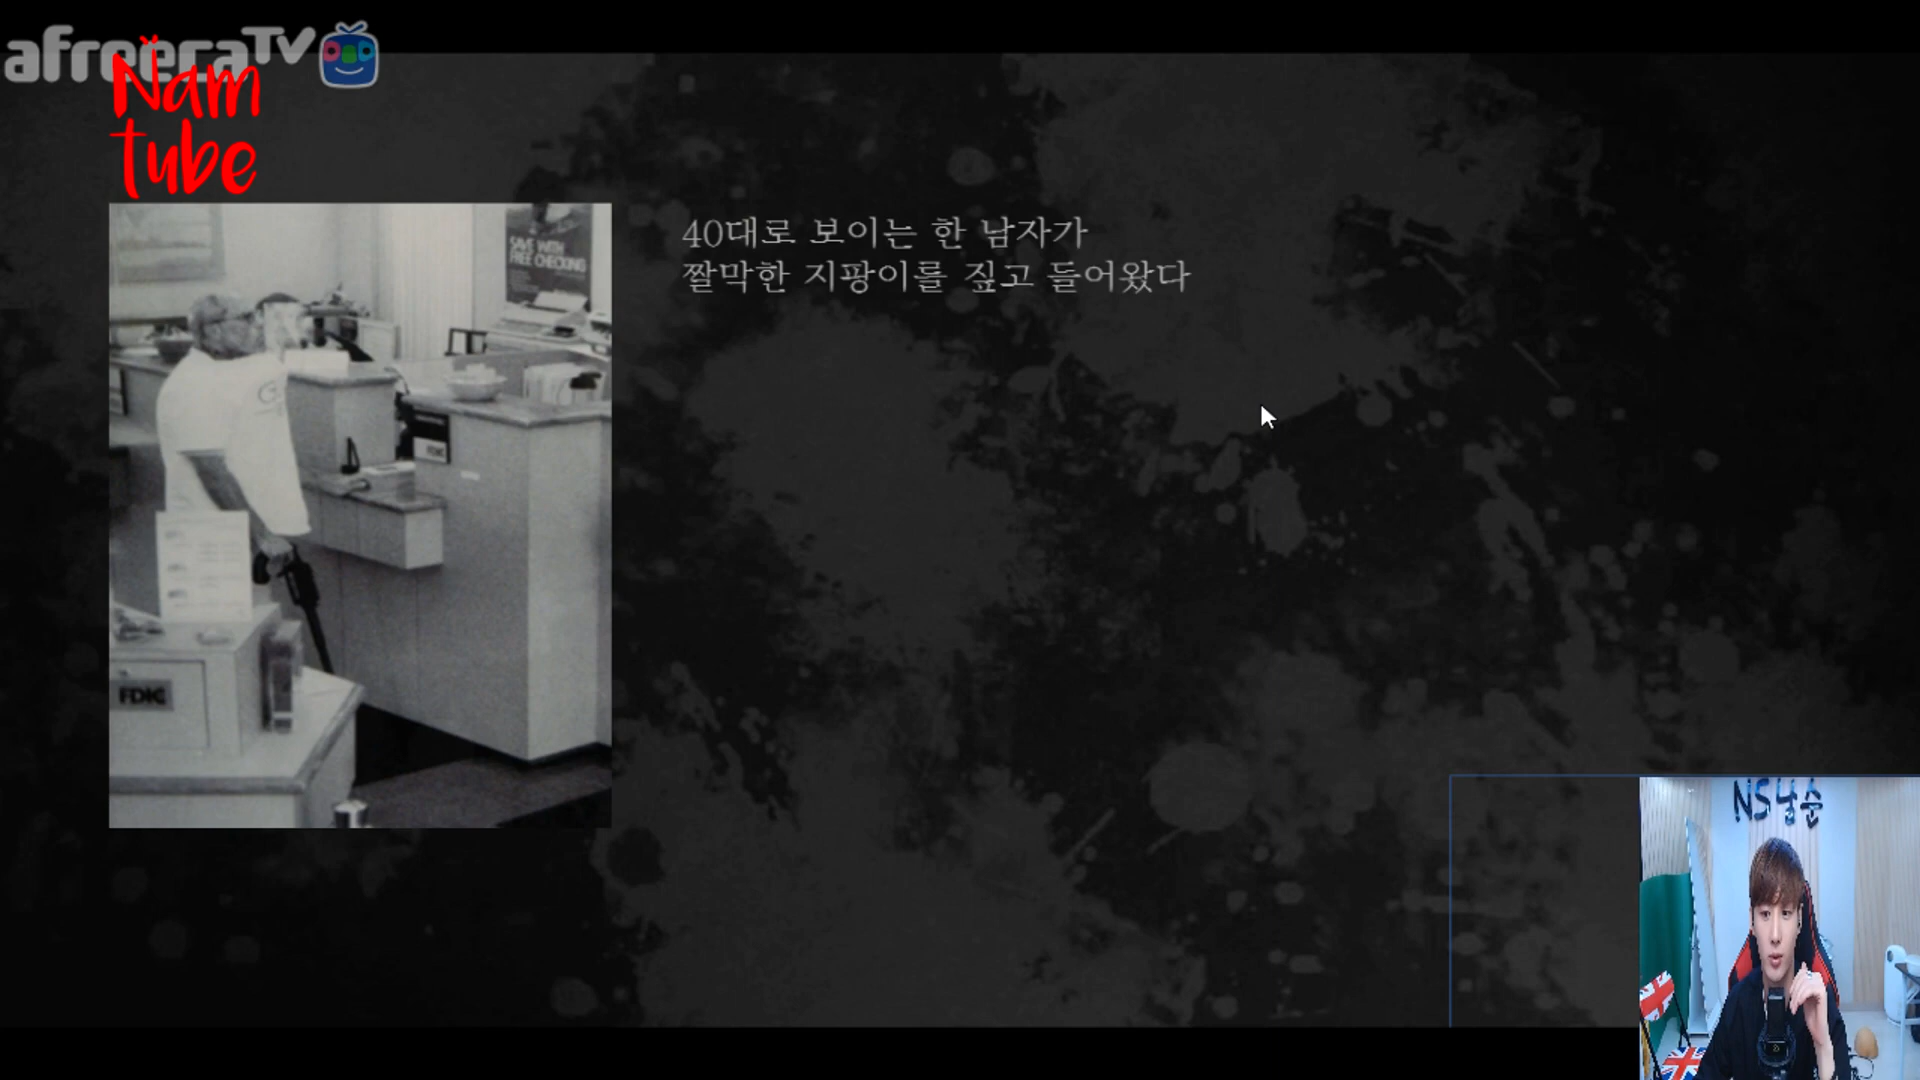 afreecaTV
Nam
tube
40대로 보이는 한 남자가
짤막한 지팡이를 짚고 들어왔다
SAVE WITH
FREE CHECKING
FDIC
NS남순